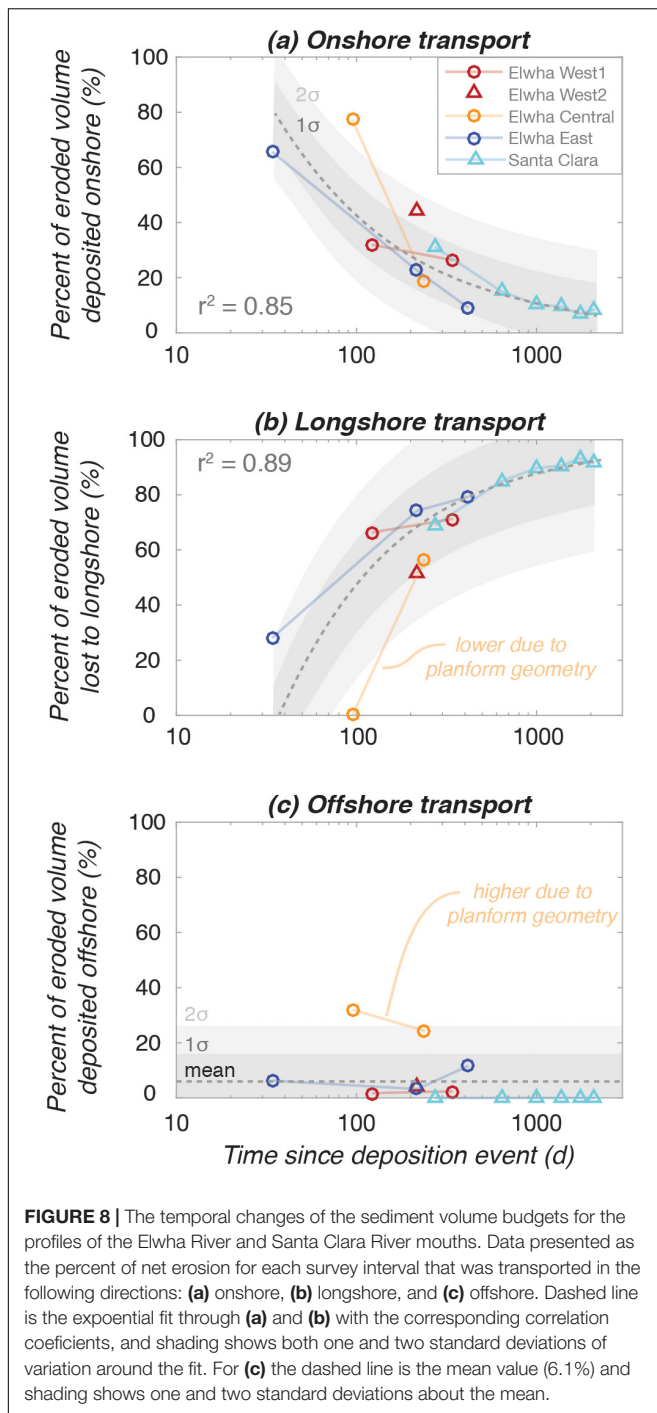 (a) Onshore transport
Percent of eroded volume
deposited onshore (%)
100
80
60
40
20
0
2σ
1σ
r² = 0.85
Elwha West1
Elwha West2
Elwha Central
Elwha East
Santa Clara
10
100
1000
(b) Longshore transport
Percent of eroded volume
lost to longshore (%)
100
80
60
40
20
0
r² = 0.89
lower due to
planform geometry
10
100
1000
(c) Offshore transport
Percent of eroded volume
deposited offshore (%)
100
80
60
40
20
0
higher due to
planform geometry
2σ
1σ
mean
10
100
1000
Time since deposition event (d)
FIGURE 8 | The temporal changes of the sediment volume budgets for the
profiles of the Elwha River and Santa Clara River mouths. Data presented as
the percent of net erosion for each survey interval that was transported in the
following directions: (a) onshore, (b) longshore, and (c) offshore. Dashed line
is the expoential fit through (a) and (b) with the corresponding correlation
coeficients, and shading shows both one and two standard deviations of
variation around the fit. For (c) the dashed line is the mean value (6.1%) and
shading shows one and two standard deviations about the mean.